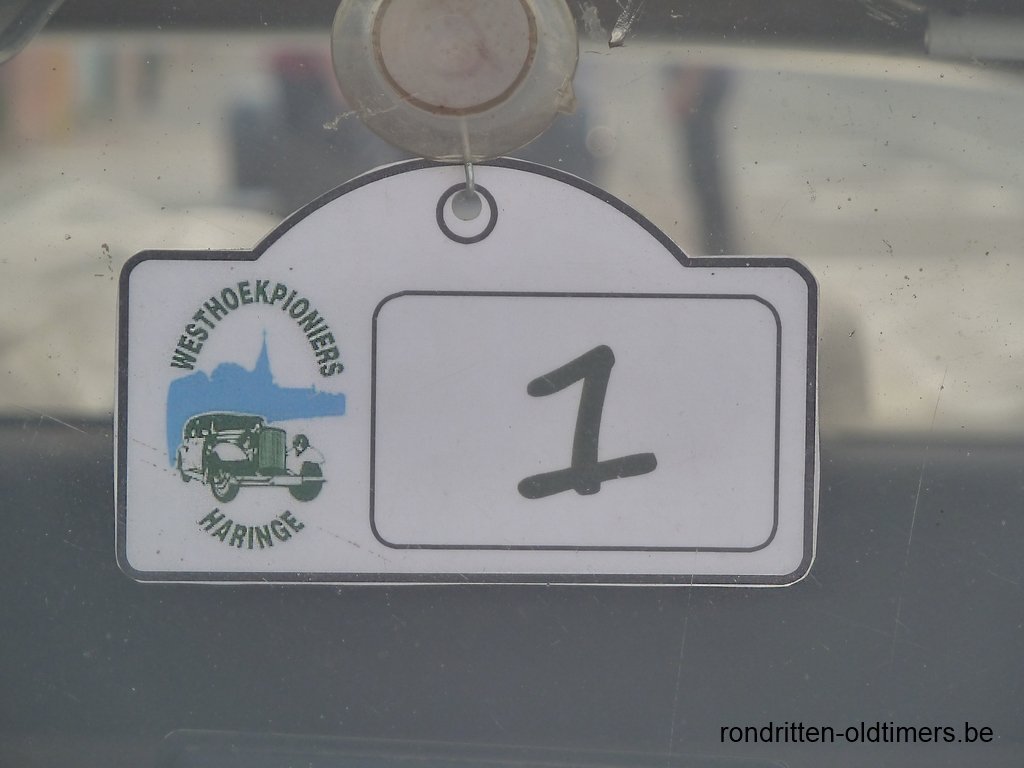 WESTHOEKPIONIERS
1
HARINGE
rondritten-oldtimers.be